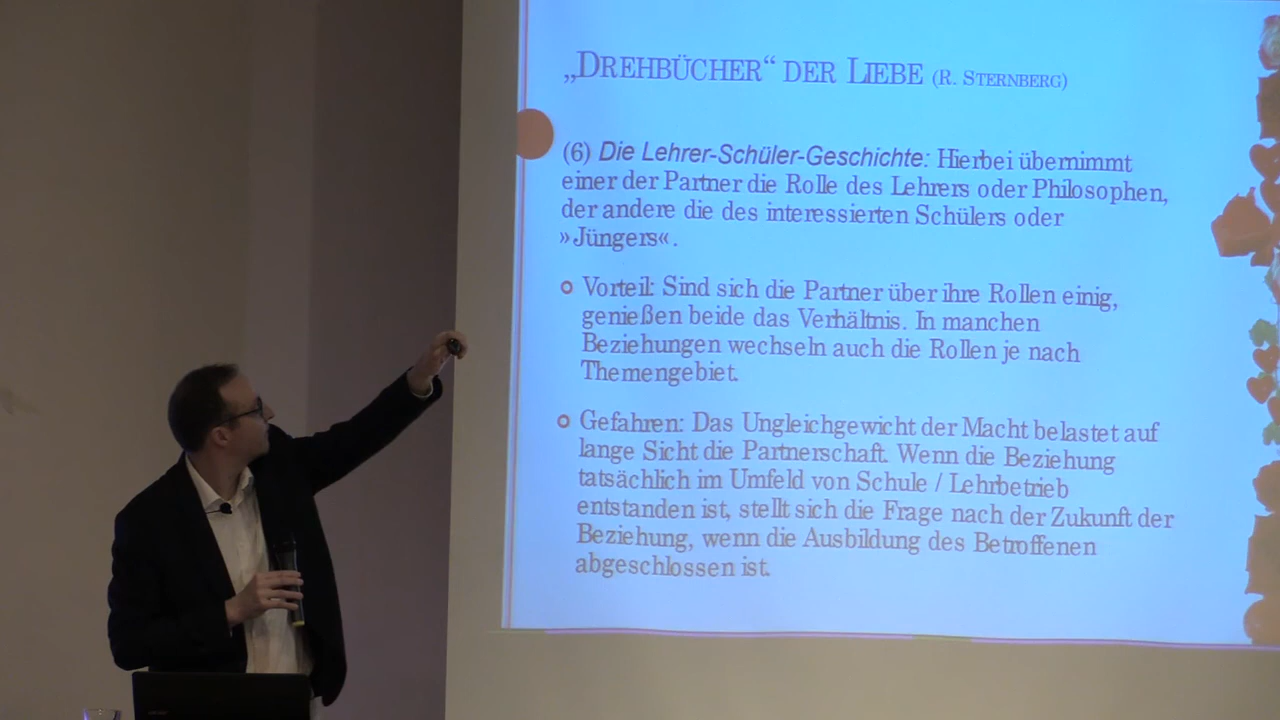 „DREHBÜCHER“ DER LIEBE (R. STERNBERG)
(6) Die Lehrer-Schüler-Geschichte: Hierbei übernimmt
einer der Partner die Rolle des Lehrers oder Philosophen,
der andere die des interessierten Schülers oder
»Jüngers«.
Vorteil: Sind sich die Partner über ihre Rollen einig,
genießen beide das Verhältnis. In manchen
Beziehungen wechseln auch die Rollen je nach
Themengebiet.
Gefahren: Das Ungleichgewicht der Macht belastet auf
lange Sicht die Partnerschaft. Wenn die Beziehung
tatsächlich im Umfeld von Schule / Lehrbetrieb
entstanden ist, stellt sich die Frage nach der Zukunft der
Beziehung, wenn die Ausbildung des Betroffenen
abgeschlossen ist.